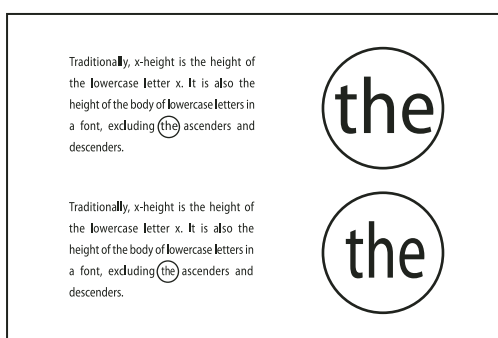 Traditionally, x-height is the height of
the lowercase letter x. It is also the
height of the body of lowercase letters in
a font, excluding the ascenders and
descenders.
the
Traditionally, x-height is the height of
the lowercase letter x. It is also the
height of the body of lowercase letters in
a font, excluding the ascenders and
descenders.
the